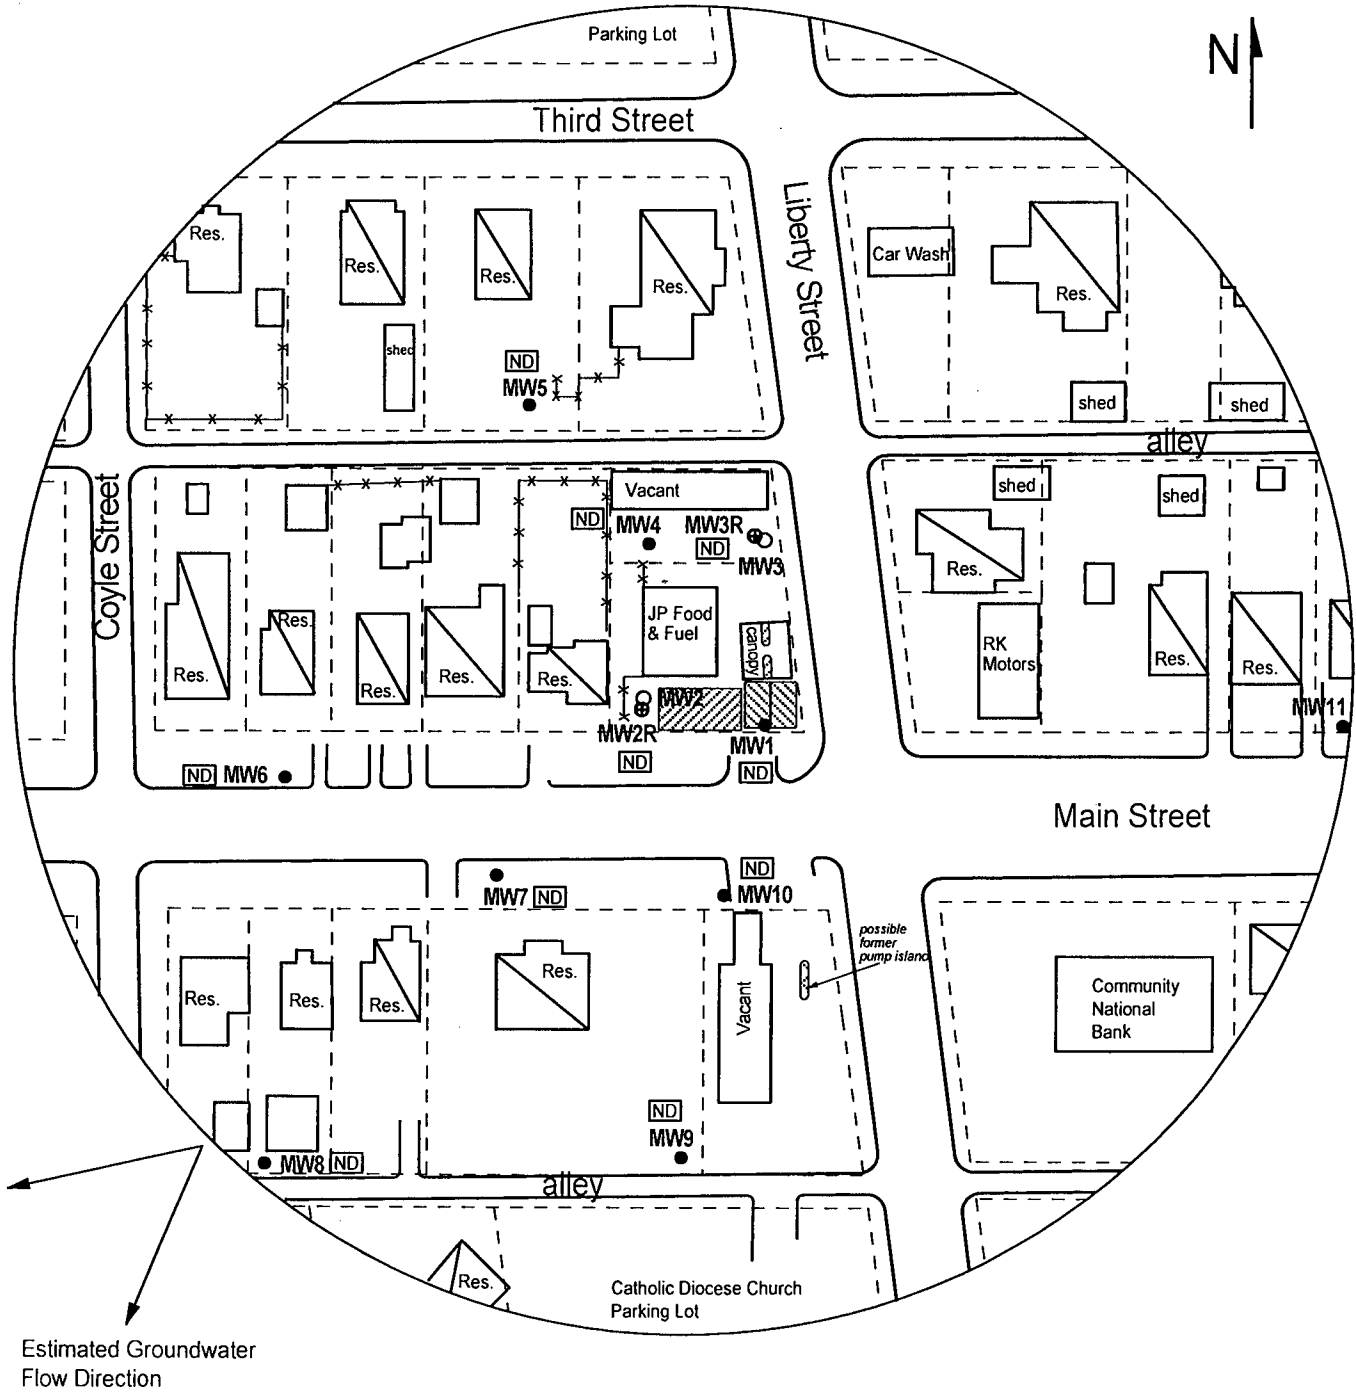 Parking Lot
N
Third Street
Liberty Street
Res.
Res.
Res.
Res.
Car Wash
Res.
shed
ND
MW5
shed
shed
alley
Coyle Street
Vacant
ND
MW4
MW3R
ND
MW3
shed
shed
Res.
JP Food
& Fuel
canopy
RK
Motors
Res.
Res.
Res.
Res.
Res.
Res.
Res.
MW2
MW2R
ND
MW1
ND
MW11
ND
MW6
Main Street
MW7
ND
ND
MW10
possible
former
pump island
Res.
Res.
Res.
Res.
Vacant
Community
National
Bank
ND
MW9
MW8
ND
alley
Res.
Catholic Diocese Church
Parking Lot
Estimated Groundwater
Flow Direction